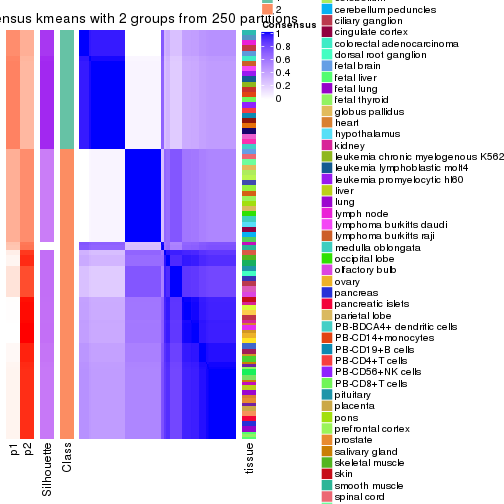 ensus kmeans with 2 groups from 250 partitions
2
Consensus
1
0.8
0.6
0.4
0.2
0
p1
p2
Silhouette
Class
tissue
cerebellum peduncles
ciliary ganglion
cingulate cortex
colorectal adenocarcinoma
dorsal root ganglion
fetal brain
fetal liver
fetal lung
fetal thyroid
globus pallidus
heart
hypothalamus
kidney
leukemia chronic myelogenous K562
leukemia lymphoblastic molt4
leukemia promyelocytic hl60
liver
lung
lymph node
lymphoma burkitts daudi
lymphoma burkitts raji
medulla oblongata
occipital lobe
olfactory bulb
ovary
pancreas
pancreatic islets
parietal lobe
PB-BDCA4+ dendritic cells
PB-CD14+monocytes
PB-CD19+B cells
PB-CD4+T cells
PB-CD56+NK cells
PB-CD8+T cells
pituitary
placenta
pons
prefrontal cortex
prostate
salivary gland
skeletal muscle
skin
smooth muscle
spinal cord